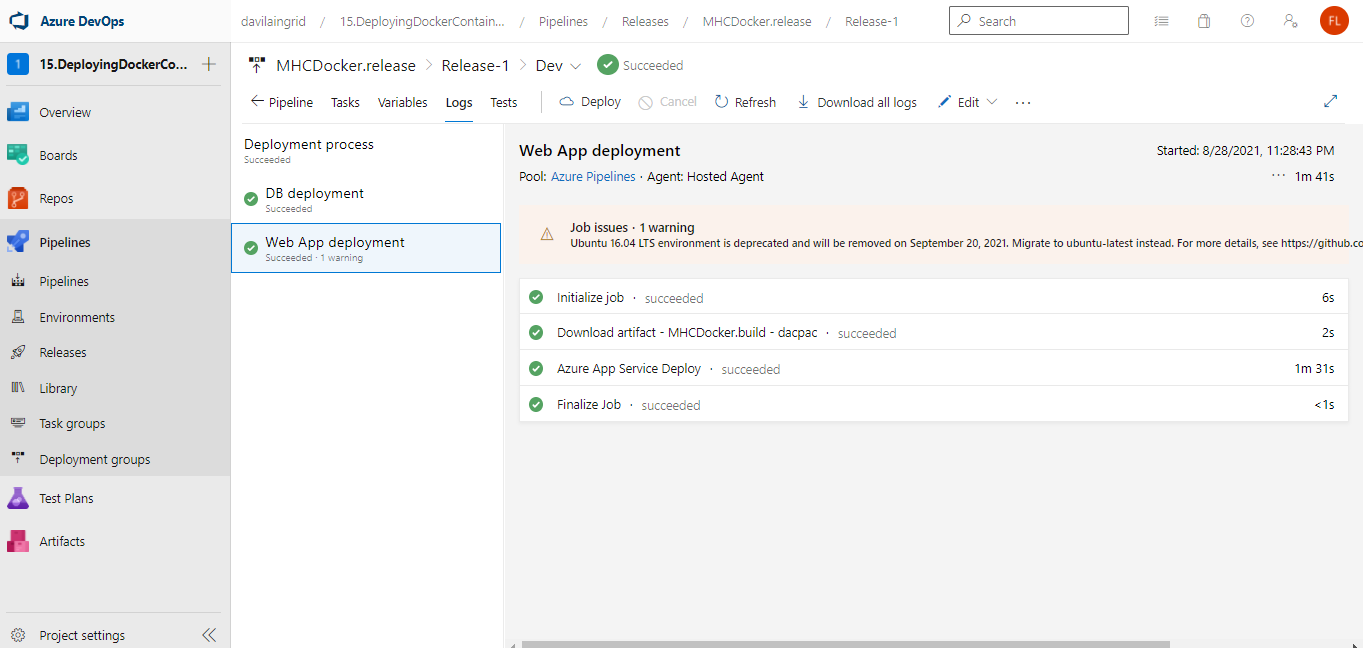 Azure DevOps
davilaingrid / 15.DeployingDockerContain... / Pipelines / Releases / MHCDocker.release / Release-1
Search
FL
1 15.DeployingDockerCo...
Overview
Boards
Repos
Pipelines
Pipelines
Environments
Releases
Library
Task groups
Deployment groups
Test Plans
Artifacts
Project settings
MHCDocker.release > Release-1 > Dev Succeeded
← Pipeline Tasks Variables Logs Tests Deploy Cancel Refresh Download all logs Edit ...
Deployment process
Succeeded
DB deployment
Succeeded
Web App deployment
Succeeded · 1 warning
Web App deployment Started: 8/28/2021, 11:28:43 PM
Pool: Azure Pipelines · Agent: Hosted Agent ... 1m 41s
Job issues · 1 warning
Ubuntu 16.04 LTS environment is deprecated and will be removed on September 20, 2021. Migrate to ubuntu-latest instead. For more details, see https://github.co
Initialize job · succeeded 6s
Download artifact - MHCDocker.build - dacpac · succeeded 2s
Azure App Service Deploy · succeeded 1m 31s
Finalize Job · succeeded <1s